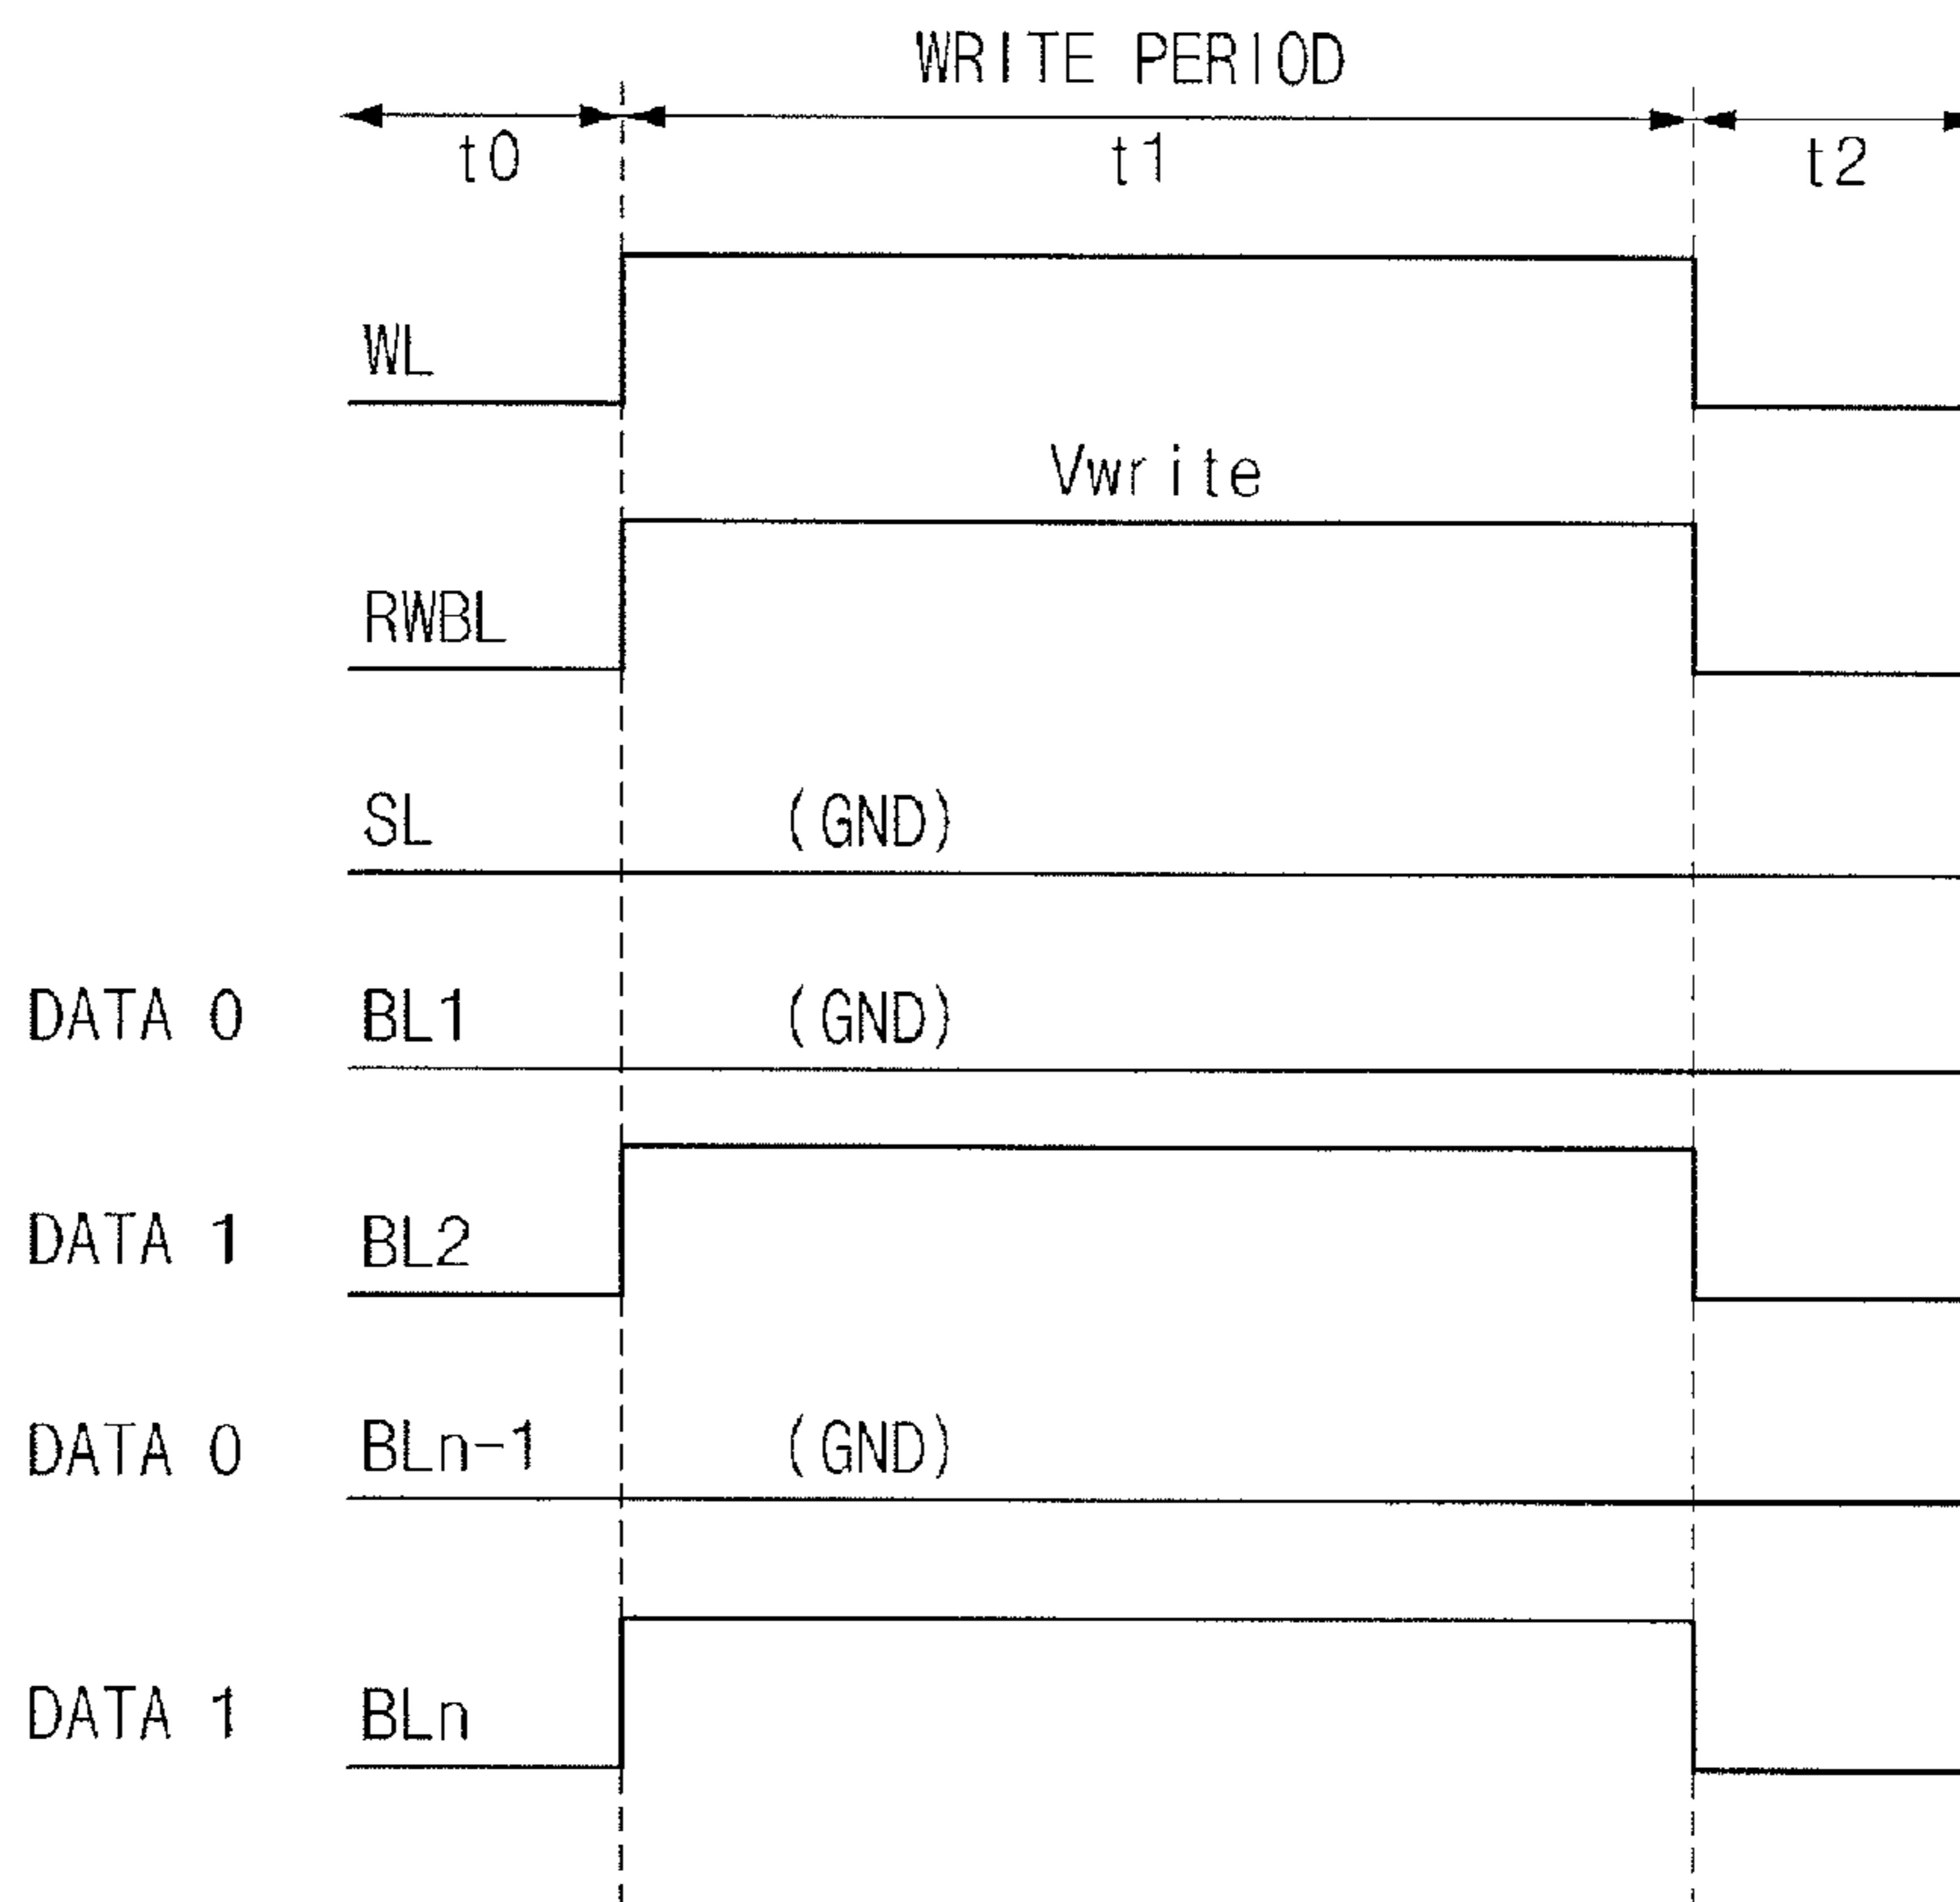 WRITE PERIOD
t0 t1 t2
WL
Vwrite
RWBL
SL (GND)
DATA 0 BL1 (GND)
DATA 1 BL2
DATA 0 BLn-1 (GND)
DATA 1 BLn